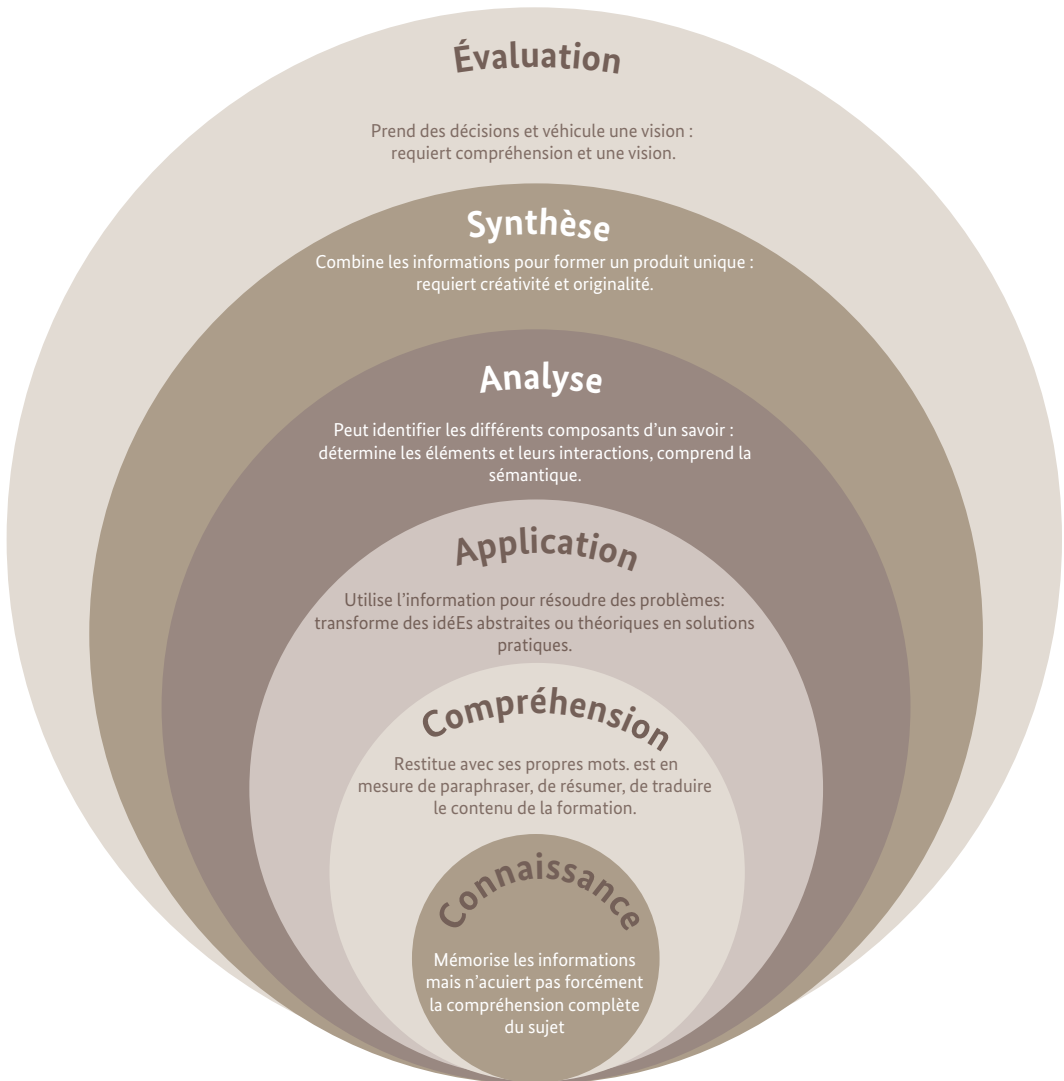 Évaluation
Prend des décisions et véhicule une vision :
requiert compréhension et une vision.
Synthèse
Combine les informations pour former un produit unique :
requiert créativité et originalité.
Analyse
Peut identifier les différents composants d’un savoir :
détermine les éléments et leurs interactions, comprend la
sémantique.
Application
Utilise l’information pour résoudre des problèmes:
transforme des idéEs abstraites ou théoriques en solutions
pratiques.
Compréhension
Restitue avec ses propres mots. est en
mesure de paraphraser, de résumer, de traduire
le contenu de la formation.
Connaissance
Mémorise les informations
mais n’acuiert pas forcément
la compréhension complète
du sujet